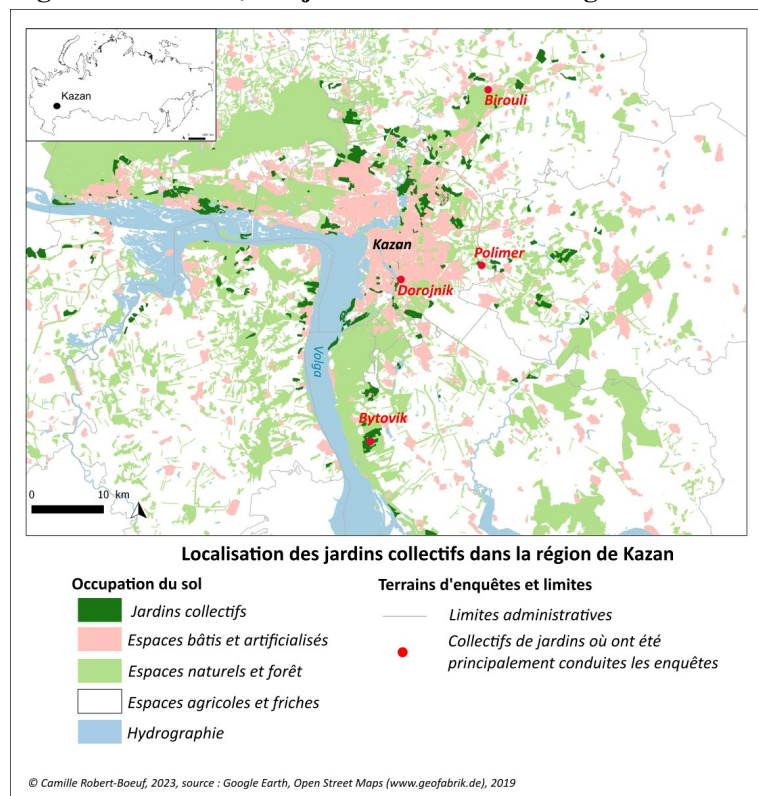 Kazan
Birouli
Kazan
Polimer
Dorojnik
Volga
Bytovik
0 10 km
Localisation des jardins collectifs dans la région de Kazan
Occupation du sol
Jardins collectifs
Espaces bâtis et artificialisés
Espaces naturels et forêt
Espaces agricoles et friches
Hydrographie
Terrains d'enquêtes et limites
Limites administratives
Collectifs de jardins où ont été
principalement conduites les enquêtes
© Camille Robert-Boeuf, 2023, source : Google Earth, Open Street Maps (www.geofabrik.de), 2019